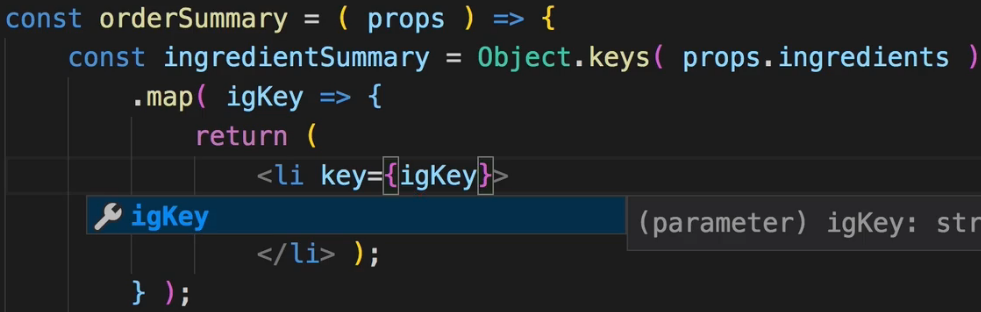 const orderSummary = ( props ) => {
const ingredientSummary = Object.keys( props.ingredients )
.map( igKey => {
return (
<li key={igKey}>
igKey
(parameter) igKey: str
</li> );
} );